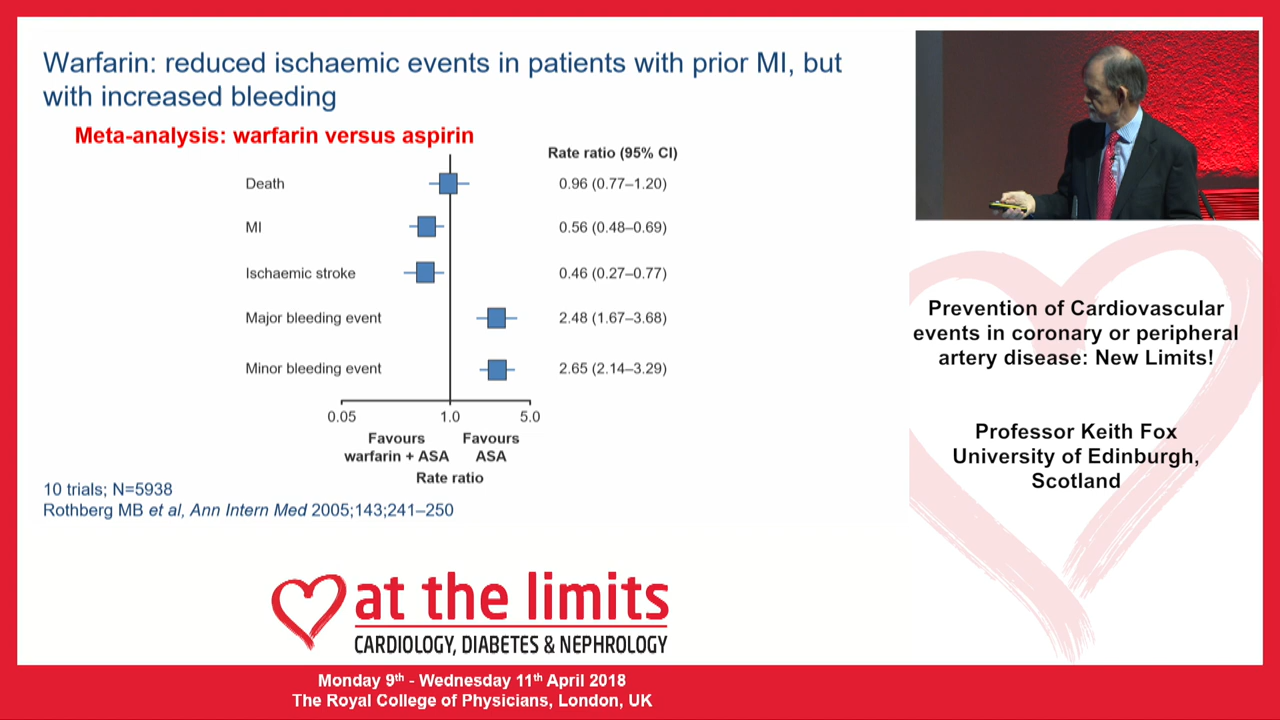 Warfarin: reduced ischaemic events in patients with prior MI, but
with increased bleeding
Meta-analysis: warfarin versus aspirin
Rate ratio (95% CI)
Death 0.96 (0.77–1.20)
MI 0.56 (0.48–0.69)
Ischaemic stroke 0.46 (0.27–0.77)
Major bleeding event 2.48 (1.67–3.68)
Minor bleeding event 2.65 (2.14–3.29)
0.05 1.0 5.0
Favours Favours
warfarin + ASA ASA
Rate ratio
10 trials; N=5938
Rothberg MB et al, Ann Intern Med 2005;143;241–250
Prevention of Cardiovascular
events in coronary or peripheral
artery disease: New Limits!
Professor Keith Fox
University of Edinburgh,
Scotland
at the limits
CARDIOLOGY, DIABETES & NEPHROLOGY
Monday 9th - Wednesday 11th April 2018
The Royal College of Physicians, London, UK